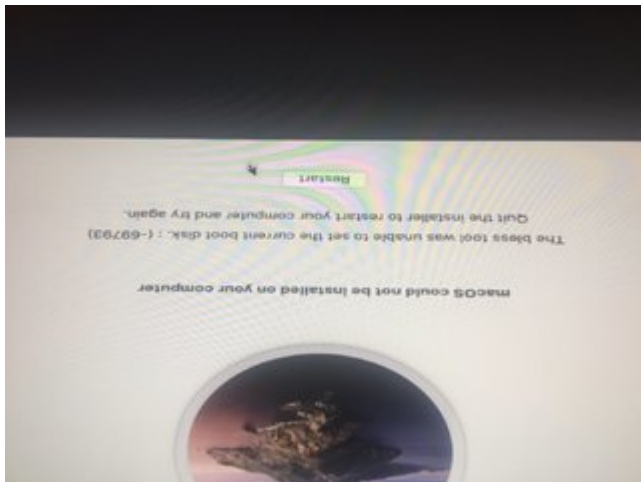 macOS could not be installed on your computer
The bless tool was unable to set the current boot disk. : (-69793)
Quit the installer to restart your computer and try again.
Restart